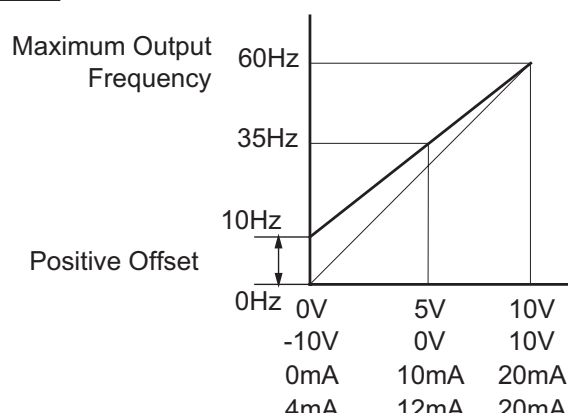 Maximum Output
Frequency
60Hz
35Hz
10Hz
Positive Offset
0Hz
0V 5V 10V
-10V 0V 10V
0mA 10mA 20mA
4mA 12mA 20mA